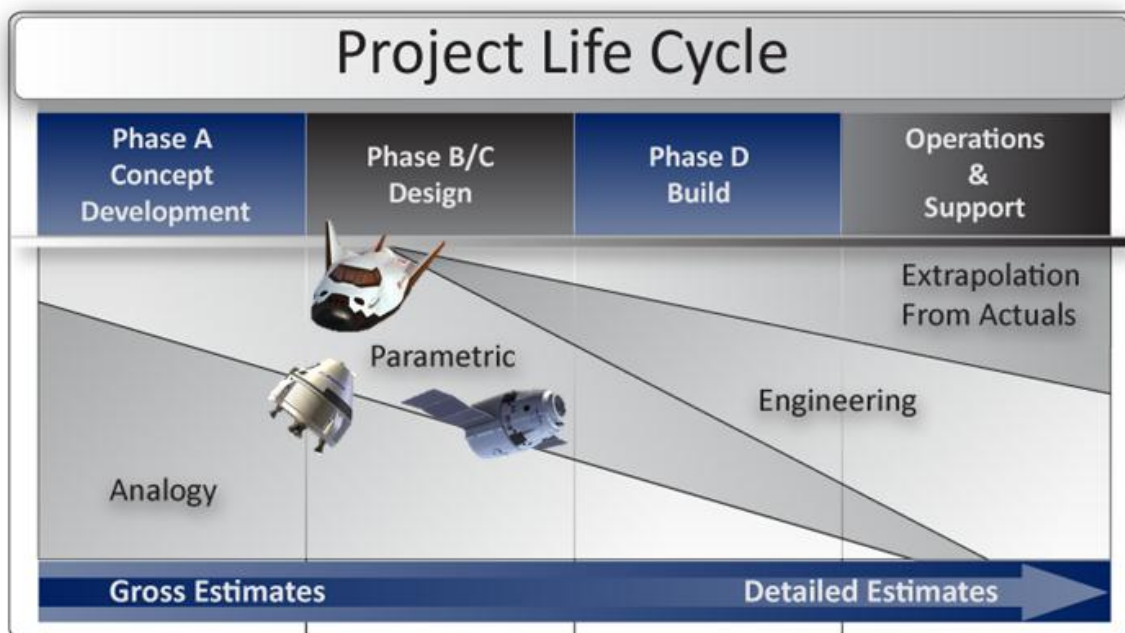 Project Life Cycle
Phase A
Concept
Development
Phase B/C
Design
Phase D
Build
Operations
&
Support
Extrapolation
From Actuals
Parametric
Engineering
Analogy
Gross Estimates
Detailed Estimates